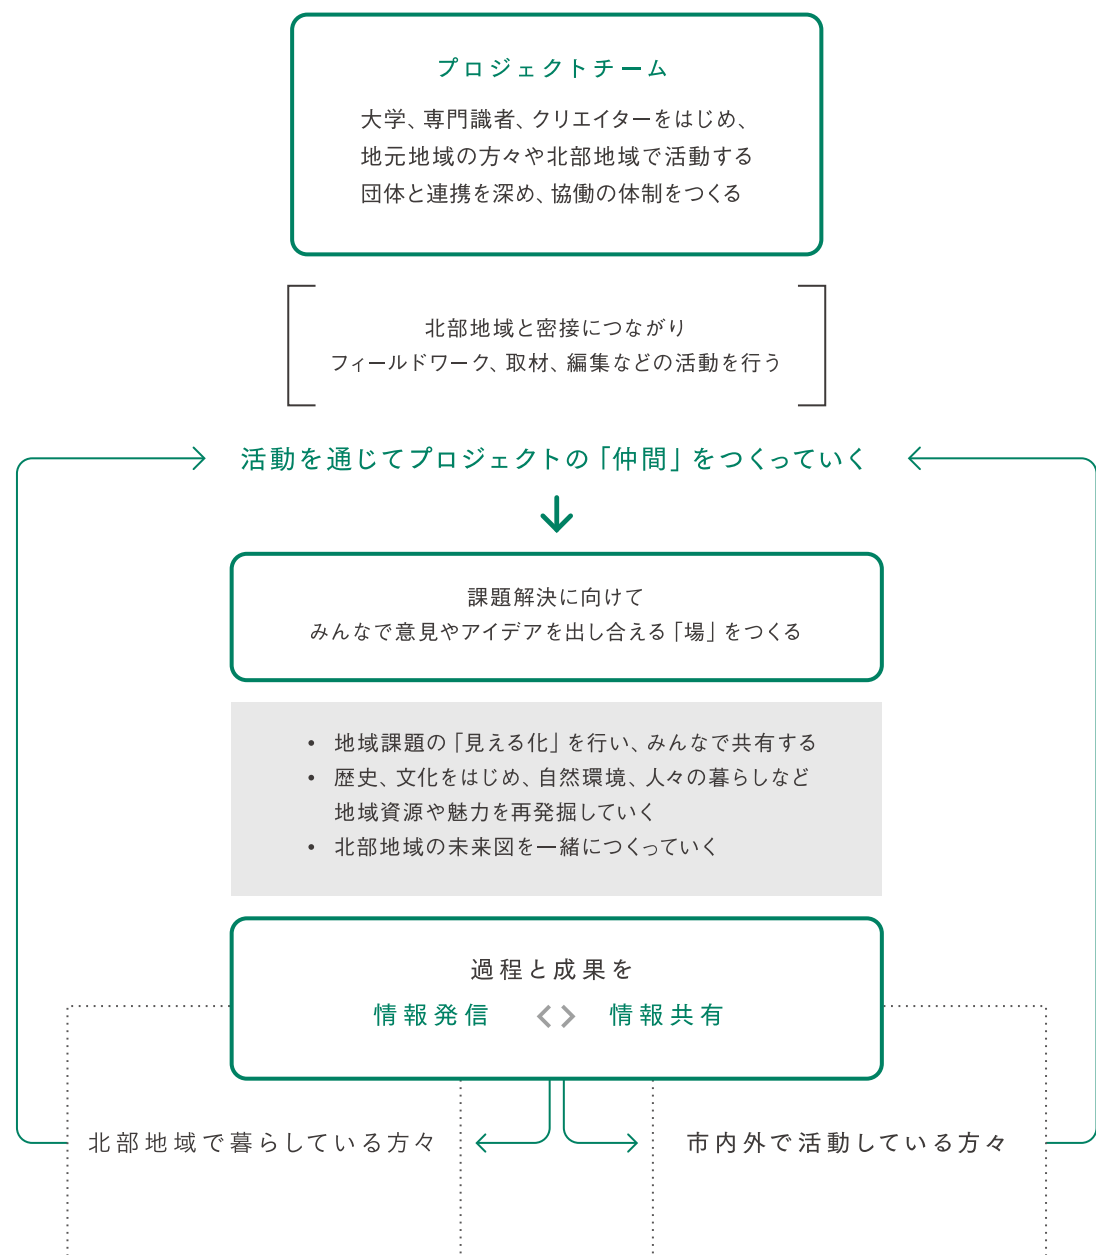 プロジェクトチーム
大学、専門識者、クリエイターをはじめ、
地元地域の方々や北部地域で活動する
団体と連携を深め、協働の体制をつくる
北部地域と密接につながり
フィールドワーク、取材、編集などの活動を行う
活動を通じてプロジェクトの「仲間」をつくっていく
課題解決に向けて
みんなで意見やアイデアを出し合える「場」をつくる
• 地域課題の「見える化」を行い、みんなで共有する
• 歴史、文化をはじめ、自然環境、人々の暮らしなど
地域資源や魅力を再発掘していく
• 北部地域の未来図を一緒につくっていく
過程と成果を
情報発信 <> 情報共有
北部地域で暮らしている方々
市内外で活動している方々